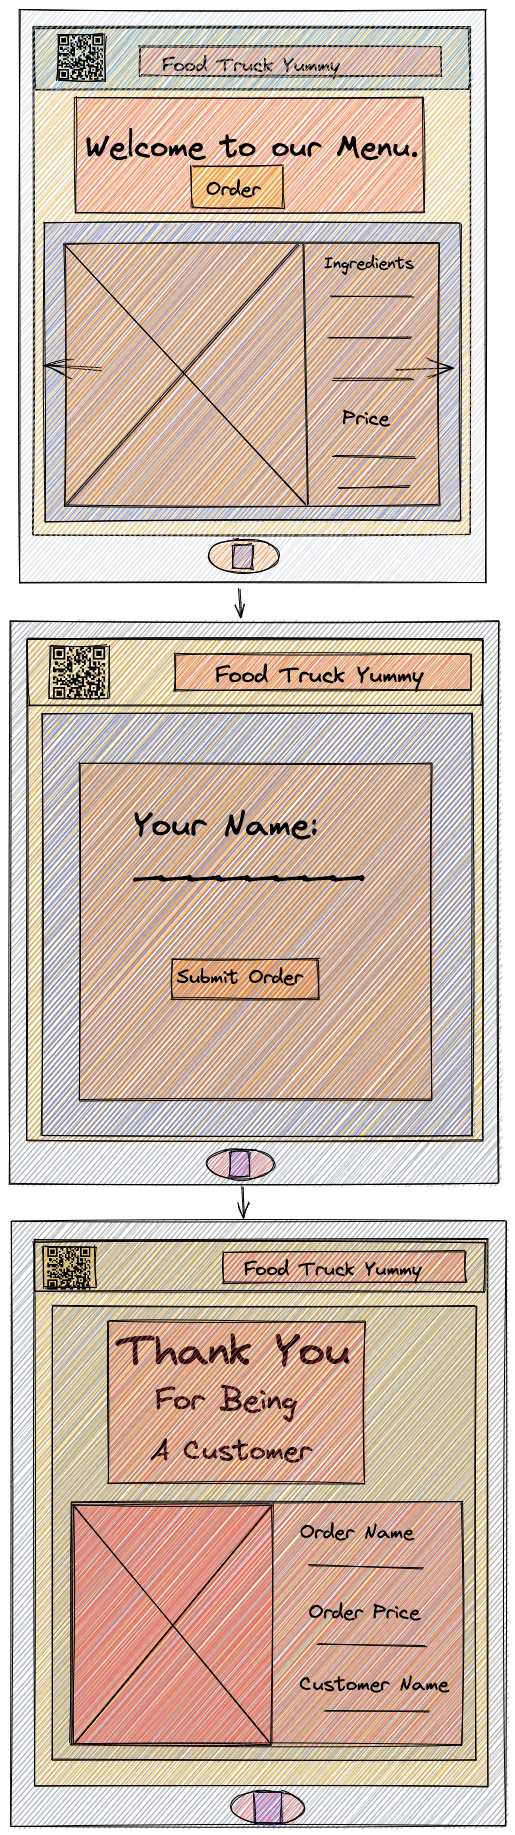 Food Truck Yummy
Welcome to our Menu.
Order
Ingredients
Price
Food Truck Yummy
Your Name:
Submit Order
Food Truck Yummy
Thank You
For Being
A Customer
Order Name
Order Price
Customer Name